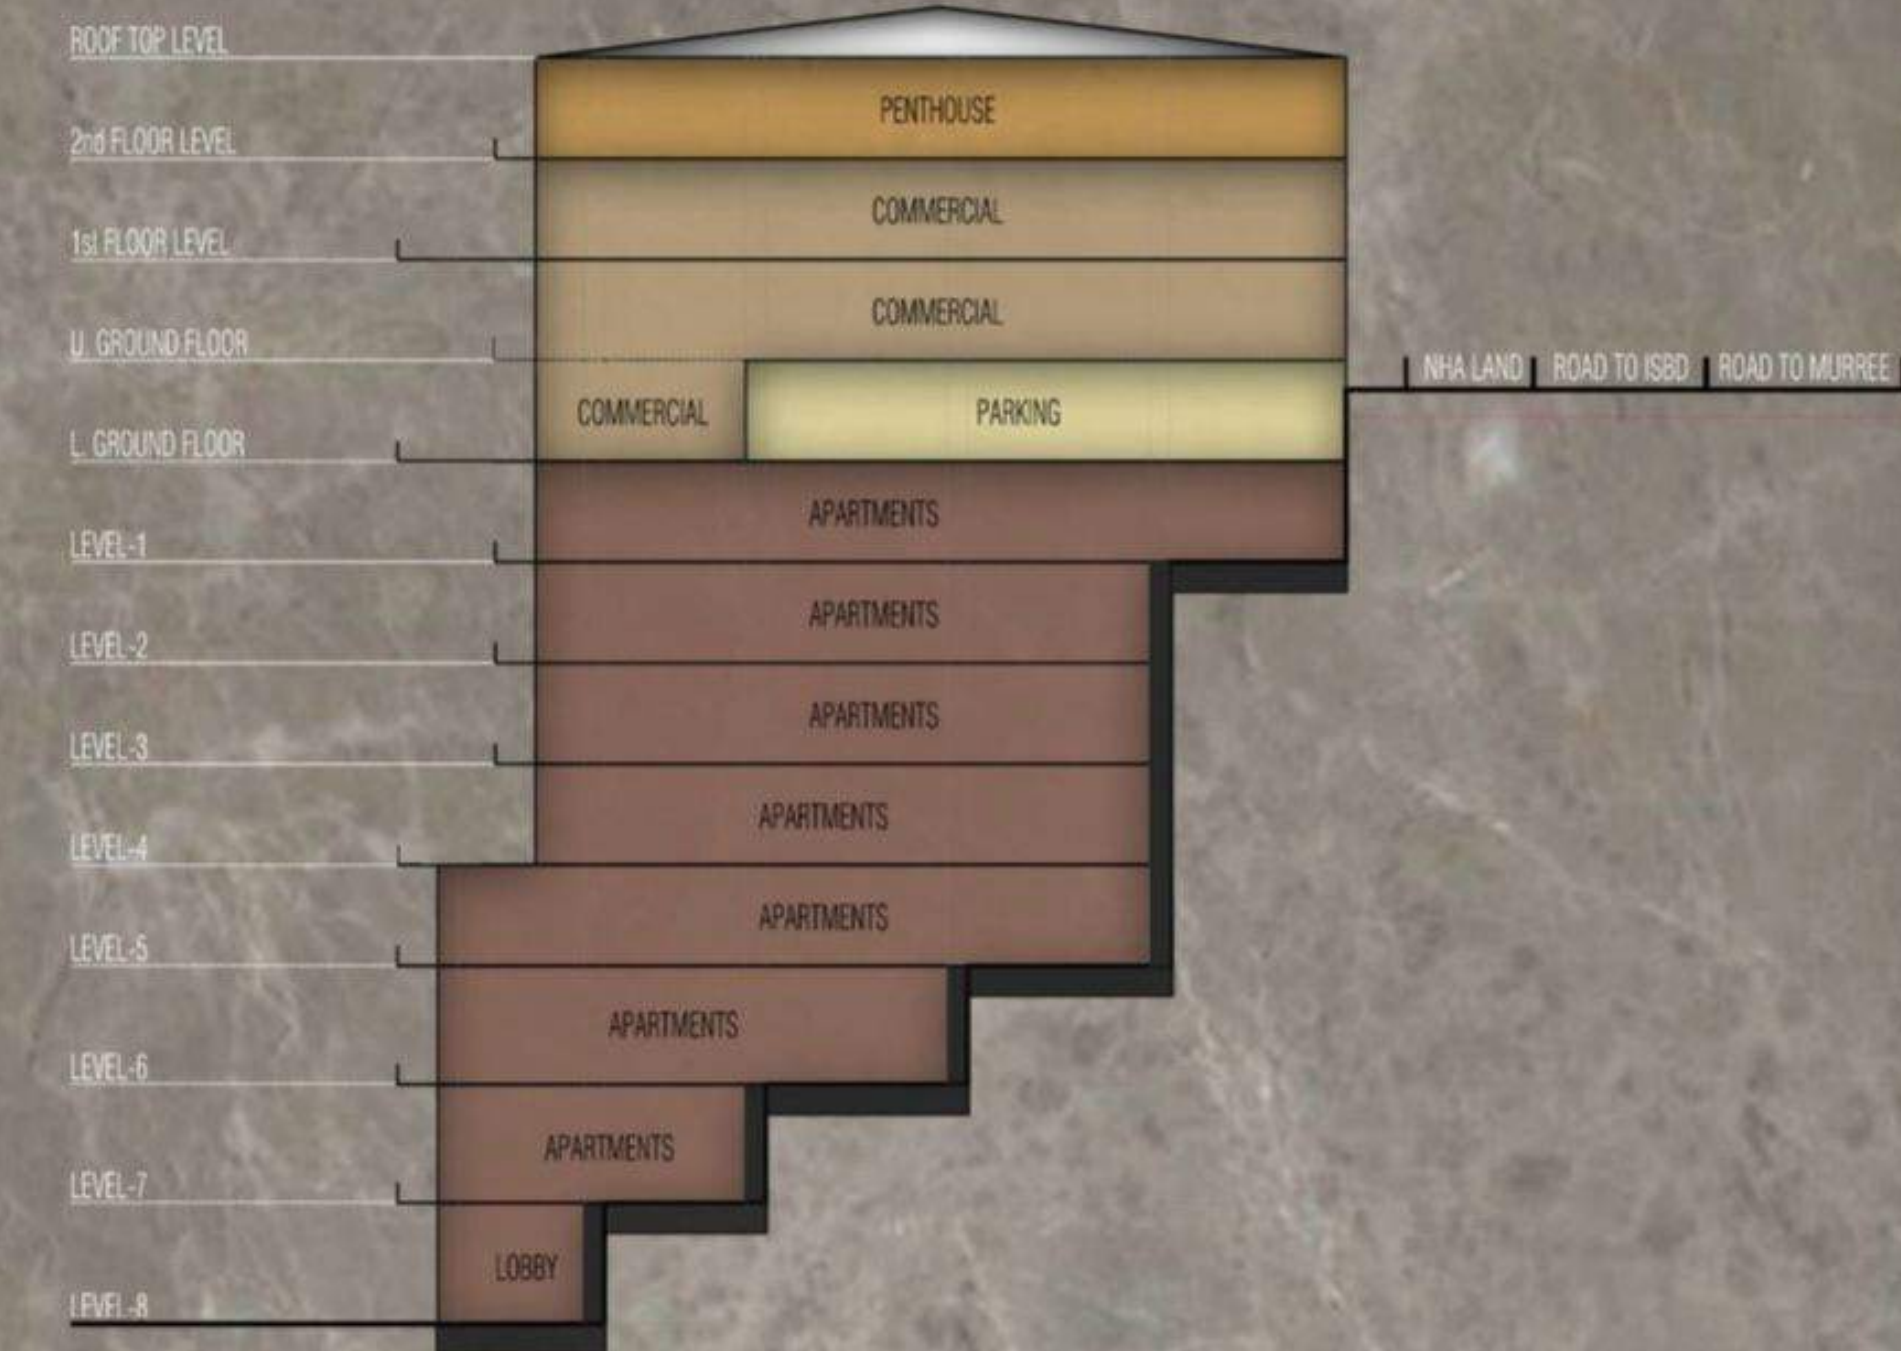 ROOF TOP LEVEL
PENTHOUSE
2nd FLOOR LEVEL
COMMERCIAL
1st FLOOR LEVEL
COMMERCIAL
U. GROUND FLOOR
NHA LAND ROAD TO ISBD ROAD TO MURREE
COMMERCIAL PARKING
L. GROUND FLOOR
APARTMENTS
LEVEL-1
APARTMENTS
LEVEL-2
APARTMENTS
LEVEL-3
APARTMENTS
LEVEL-4
APARTMENTS
LEVEL-5
APARTMENTS
LEVEL-6
APARTMENTS
LEVEL-7
LOBBY
LEVEL-8